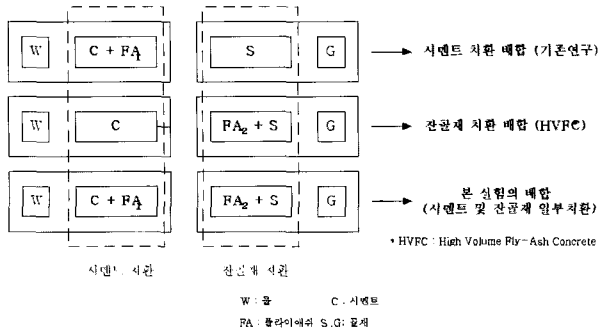 W C + FA1 S G 시멘트 치환 배합 (기존연구)
W C FA2 + S G 잔골재 치환 배합 (HVFC)
W C + FA1 FA2 + S G 본 실험의 배합
(시멘트 및 잔골재 일부치환)
* HVFC : High Volume Fly-Ash Concrete
시멘트 치환 잔골재 치환
W : 물 C . 시멘트
FA : 플라이애쉬 S.G: 골재